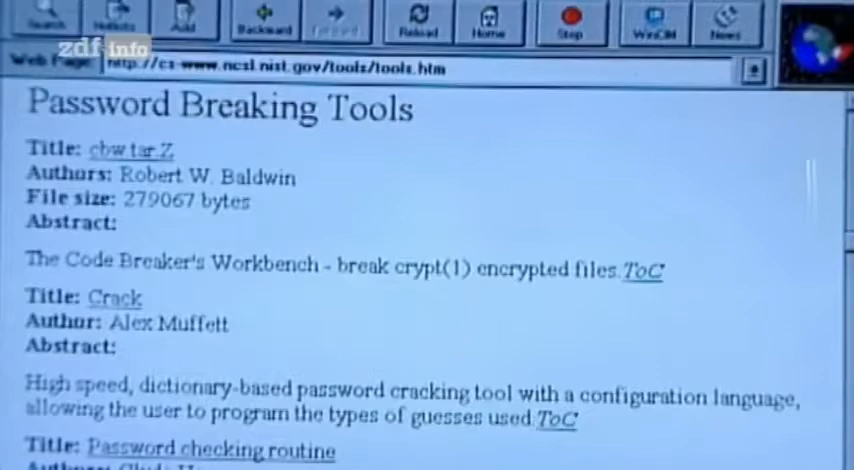 Search
Hotlists
Add
Backward
Forward
Reload
Home
Stop
WinCIM
News
zdf info
Web Page: http://cs-www.ncsl.nist.gov/tools/tools.htm
Password Breaking Tools
Title: cbw.tar.Z
Authors: Robert W. Baldwin
File size: 279067 bytes
Abstract:
The Code Breaker's Workbench - break crypt(1) encrypted files. ToC
Title: Crack
Author: Alex Muffett
Abstract:
High speed, dictionary-based password cracking tool with a configuration language,
allowing the user to program the types of guesses used ToC
Title: Password checking routine